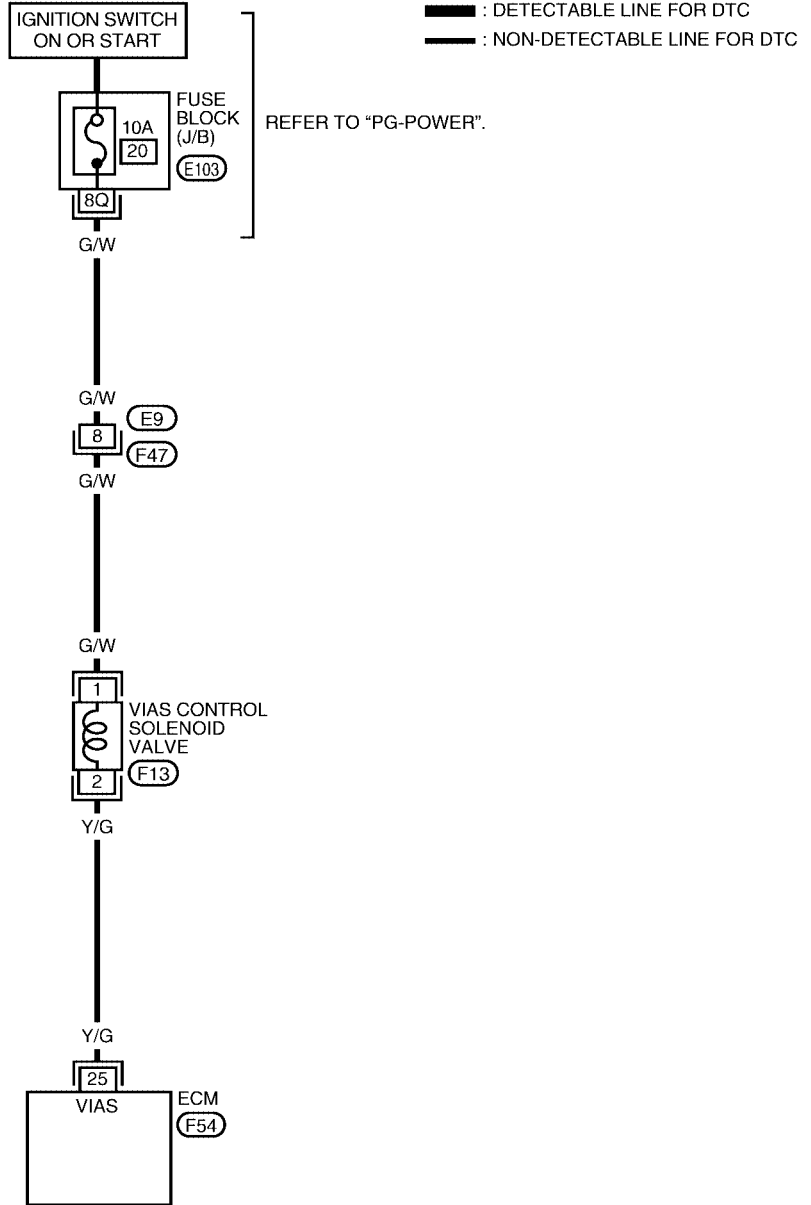 IGNITION SWITCH
ON OR START
: DETECTABLE LINE FOR DTC
: NON-DETECTABLE LINE FOR DTC
FUSE
BLOCK
(J/B)
10A
20
E103
REFER TO “PG-POWER”.
8Q
G/W
G/W
E9
8
F47
G/W
G/W
1
VIAS CONTROL
SOLENOID
VALVE
F13
2
Y/G
Y/G
25
VIAS
ECM
F54